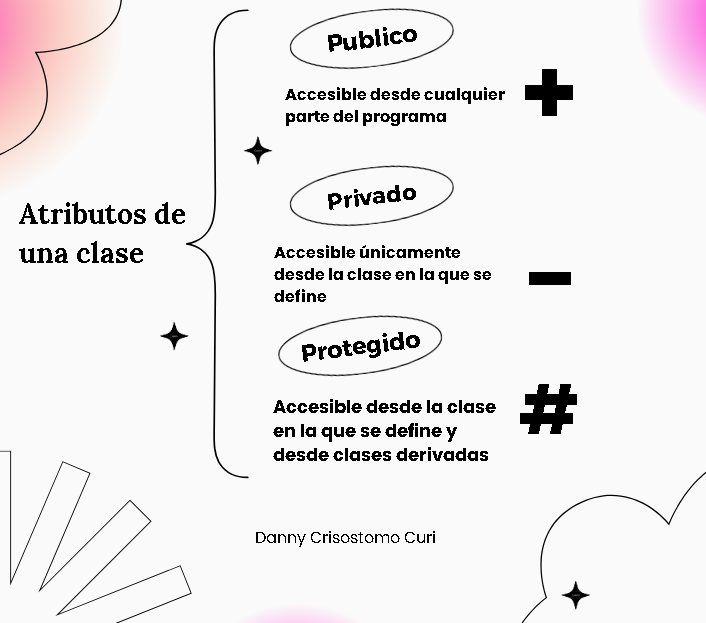 Atributos de
una clase
Publico
Accesible desde cualquier
parte del programa
+
Privado
Accesible únicamente
desde la clase en la que se
define
-
Protegido
Accesible desde la clase
en la que se define y
desde clases derivadas
#
Danny Crisostomo Curi